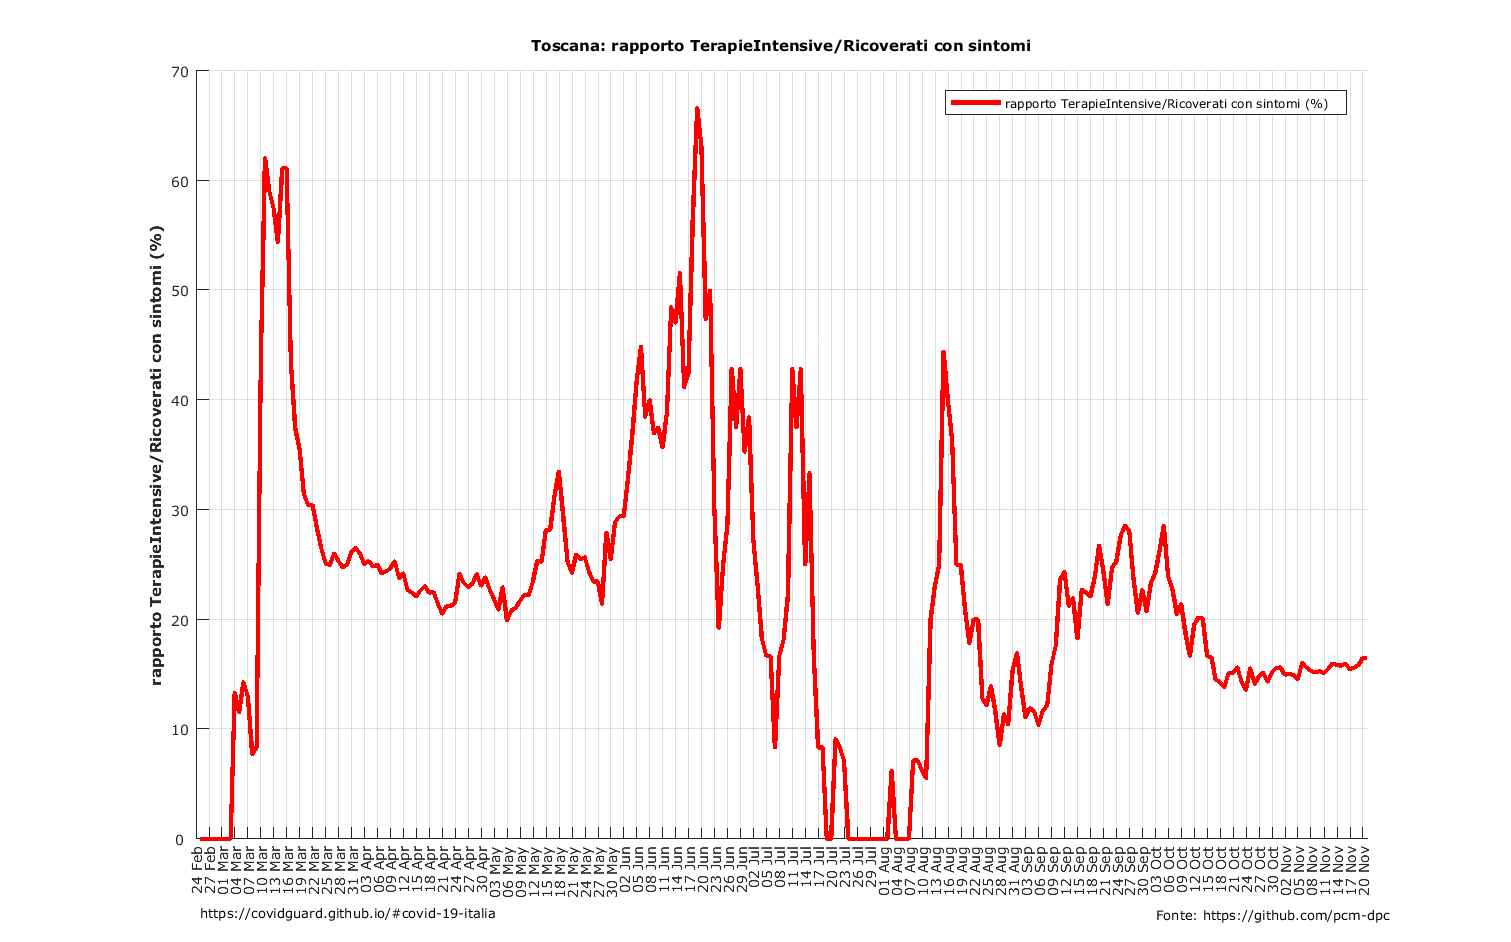 Toscana: rapporto TerapieIntensive/Ricoverati con sintomi
rapporto TerapieIntensive/Ricoverati con sintomi (%)
rapporto TerapieIntensive/Ricoverati con sintomi (%)
70
60
50
40
30
20
10
0
24 Feb
27 Feb
01 Mar
04 Mar
07 Mar
10 Mar
13 Mar
16 Mar
19 Mar
22 Mar
25 Mar
28 Mar
31 Mar
03 Apr
06 Apr
09 Apr
12 Apr
15 Apr
18 Apr
21 Apr
24 Apr
27 Apr
30 Apr
03 May
06 May
09 May
12 May
15 May
18 May
21 May
24 May
27 May
30 May
02 Jun
05 Jun
08 Jun
11 Jun
14 Jun
17 Jun
20 Jun
23 Jun
26 Jun
29 Jun
02 Jul
05 Jul
08 Jul
11 Jul
14 Jul
17 Jul
20 Jul
23 Jul
26 Jul
29 Jul
01 Aug
04 Aug
07 Aug
10 Aug
13 Aug
16 Aug
19 Aug
22 Aug
25 Aug
28 Aug
31 Aug
03 Sep
06 Sep
09 Sep
12 Sep
15 Sep
18 Sep
21 Sep
24 Sep
27 Sep
30 Sep
03 Oct
06 Oct
09 Oct
12 Oct
15 Oct
18 Oct
21 Oct
24 Oct
27 Oct
30 Oct
02 Nov
05 Nov
08 Nov
11 Nov
14 Nov
17 Nov
20 Nov
https://covidguard.github.io/#covid-19-italia
Fonte: https://github.com/pcm-dpc